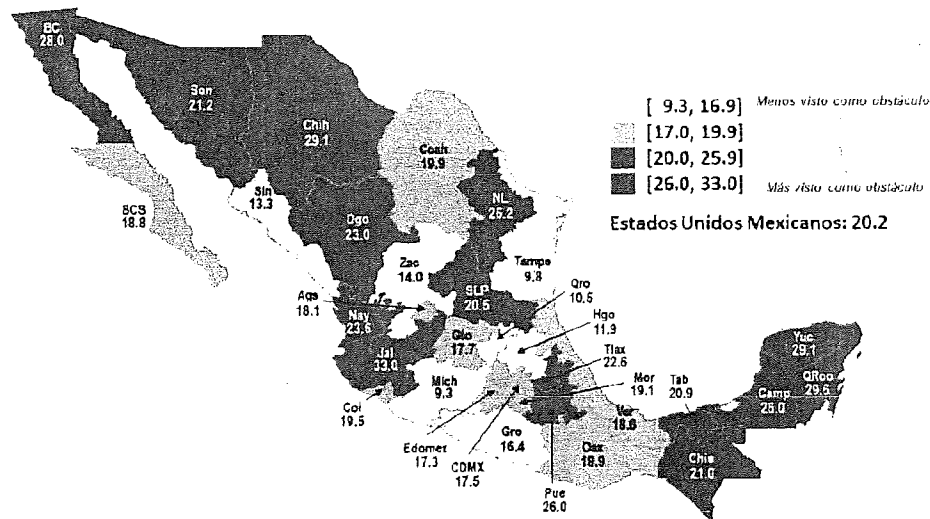 BC
28.0
Son
21.2
Chih
29.1
Coah
19.9
[ 9.3, 16.9] Menos visto como obstáculo
[17.0, 19.9]
[20.0, 25.9]
[26.0, 33.0] Más visto como obstáculo
Estados Unidos Mexicanos: 20.2
BCS
18.8
Sin
13.3
Dgo
23.0
NL
Zac
14.0
Tamps
9.8
SLP
20.5
Ags
18.1
Nay
23.6
Qro
10.5
Hgo
11.9
Gto
17.7
Jal
33.0
Tlax
22.6
Mich
9.3
Mor
19.1
Tab
20.9
Yuc
29.1
QRoo
Camp
Col
19.5
Ver
18.6
Edomex
17.3
CDMX
17.5
Gro
16.4
Oax
18.9
Chis
21.0
Pue
26.0